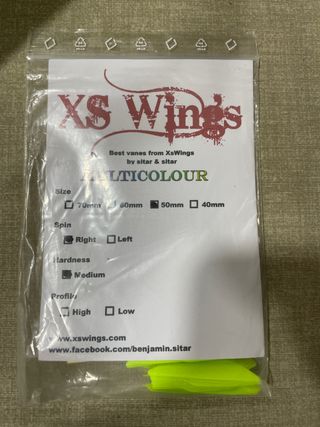 XS Wings
Best vanes from XsWings
by sitar & sitar
MULTICOLOUR
Size
70mm 60mm 50mm 40mm
Spin
Right Left
Hardness
Medium
Profile
High Low
www.xswings.com
www.facebook.com/benjamin.sitar